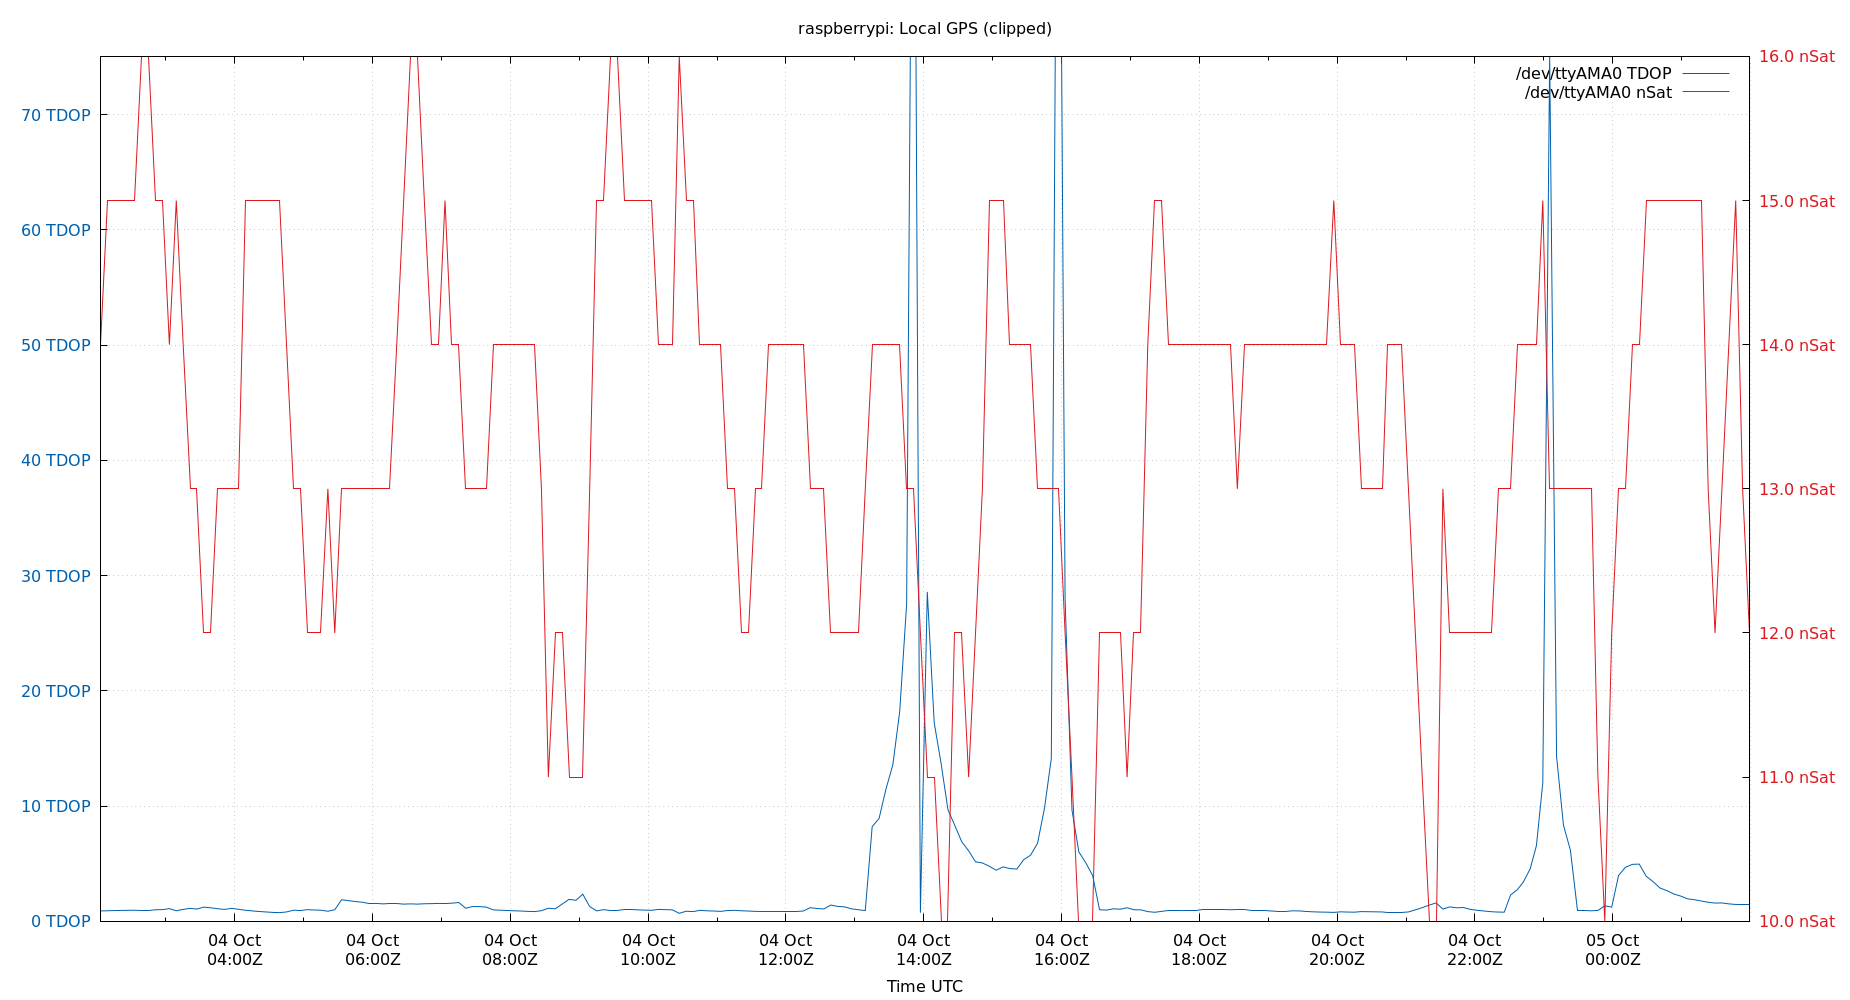 raspberrypi: Local GPS (clipped)
/dev/ttyAMA0 TDOP
/dev/ttyAMA0 nSat
70 TDOP
60 TDOP
50 TDOP
40 TDOP
30 TDOP
20 TDOP
10 TDOP
0 TDOP
16.0 nSat
15.0 nSat
14.0 nSat
13.0 nSat
12.0 nSat
11.0 nSat
10.0 nSat
04 Oct
04:00Z
04 Oct
06:00Z
04 Oct
08:00Z
04 Oct
10:00Z
04 Oct
12:00Z
04 Oct
14:00Z
04 Oct
16:00Z
04 Oct
18:00Z
04 Oct
20:00Z
04 Oct
22:00Z
05 Oct
00:00Z
Time UTC